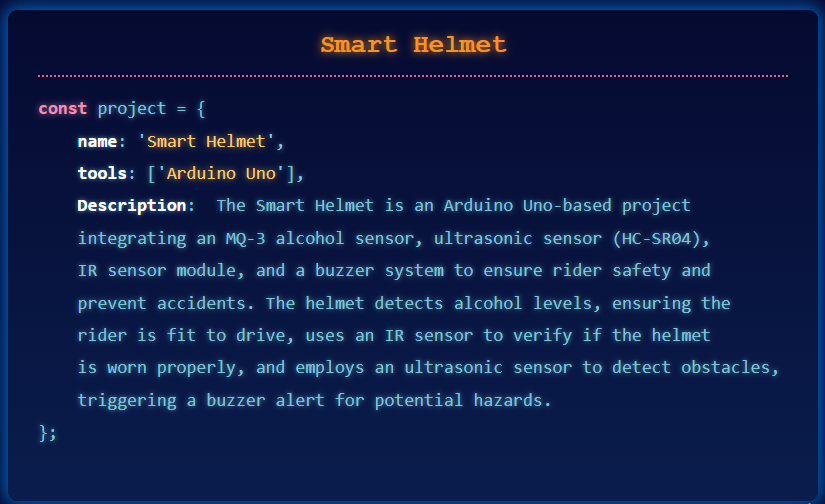 Smart Helmet
const project = {
name: 'Smart Helmet',
tools: ['Arduino Uno'],
Description:  The Smart Helmet is an Arduino Uno-based project
integrating an MQ-3 alcohol sensor, ultrasonic sensor (HC-SR04),
IR sensor module, and a buzzer system to ensure rider safety and
prevent accidents. The helmet detects alcohol levels, ensuring the
rider is fit to drive, uses an IR sensor to verify if the helmet
is worn properly, and employs an ultrasonic sensor to detect obstacles,
triggering a buzzer alert for potential hazards.
};